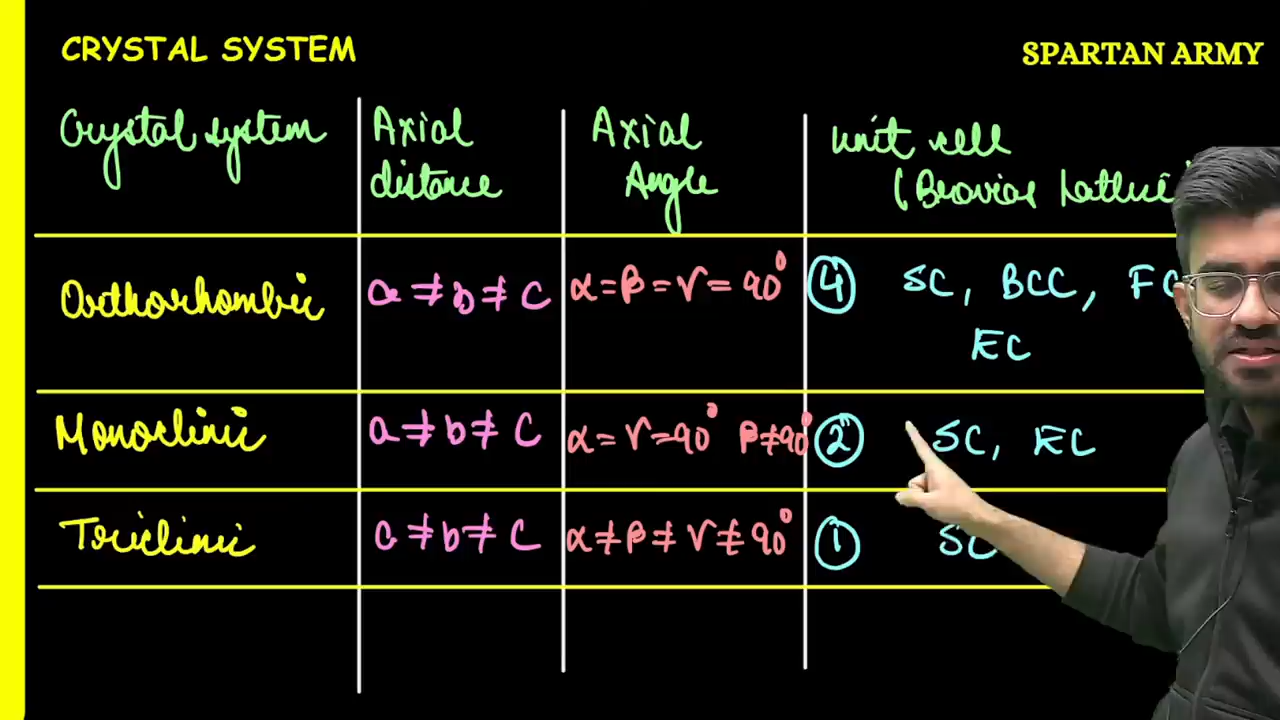 CRYSTAL SYSTEM
SPARTAN ARMY
Crystal system
Axial distance
Axial Angle
unit cell
(Bravias Lattice
Orthorhombic
a ≠ b ≠ c
α = β = γ = 90°
④ SC, BCC, FC
EC
Monoclinic
a ≠ b ≠ c
α = γ = 90° β ≠ 90°
② SC, EC
Triclinic
a ≠ b ≠ c
α ≠ β ≠ γ ≠ 90°
① SC